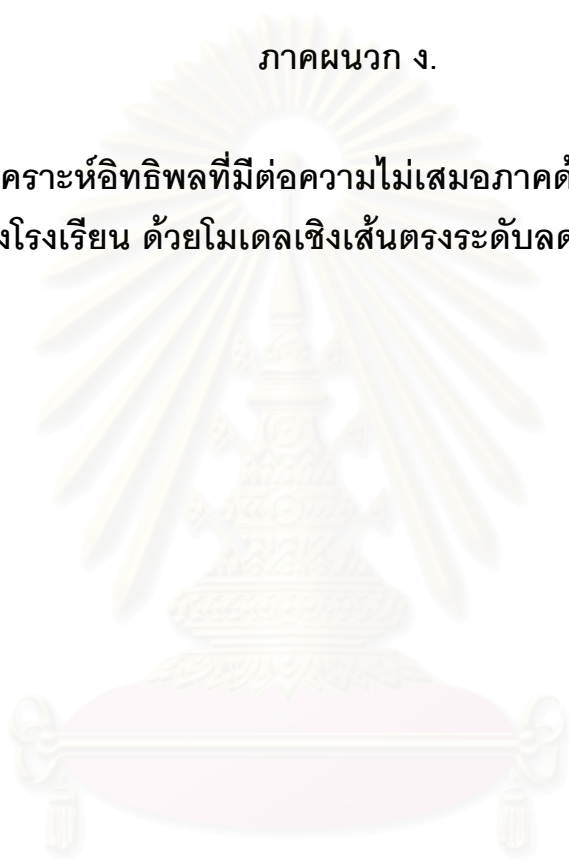 ภาคผนวก ง.
คราะห์อิทธิพลที่มีต่อความไม่เสมอภาคด้
งโรงเรียน ด้วยโมเดลเชิงเส้นตรงระดับลด